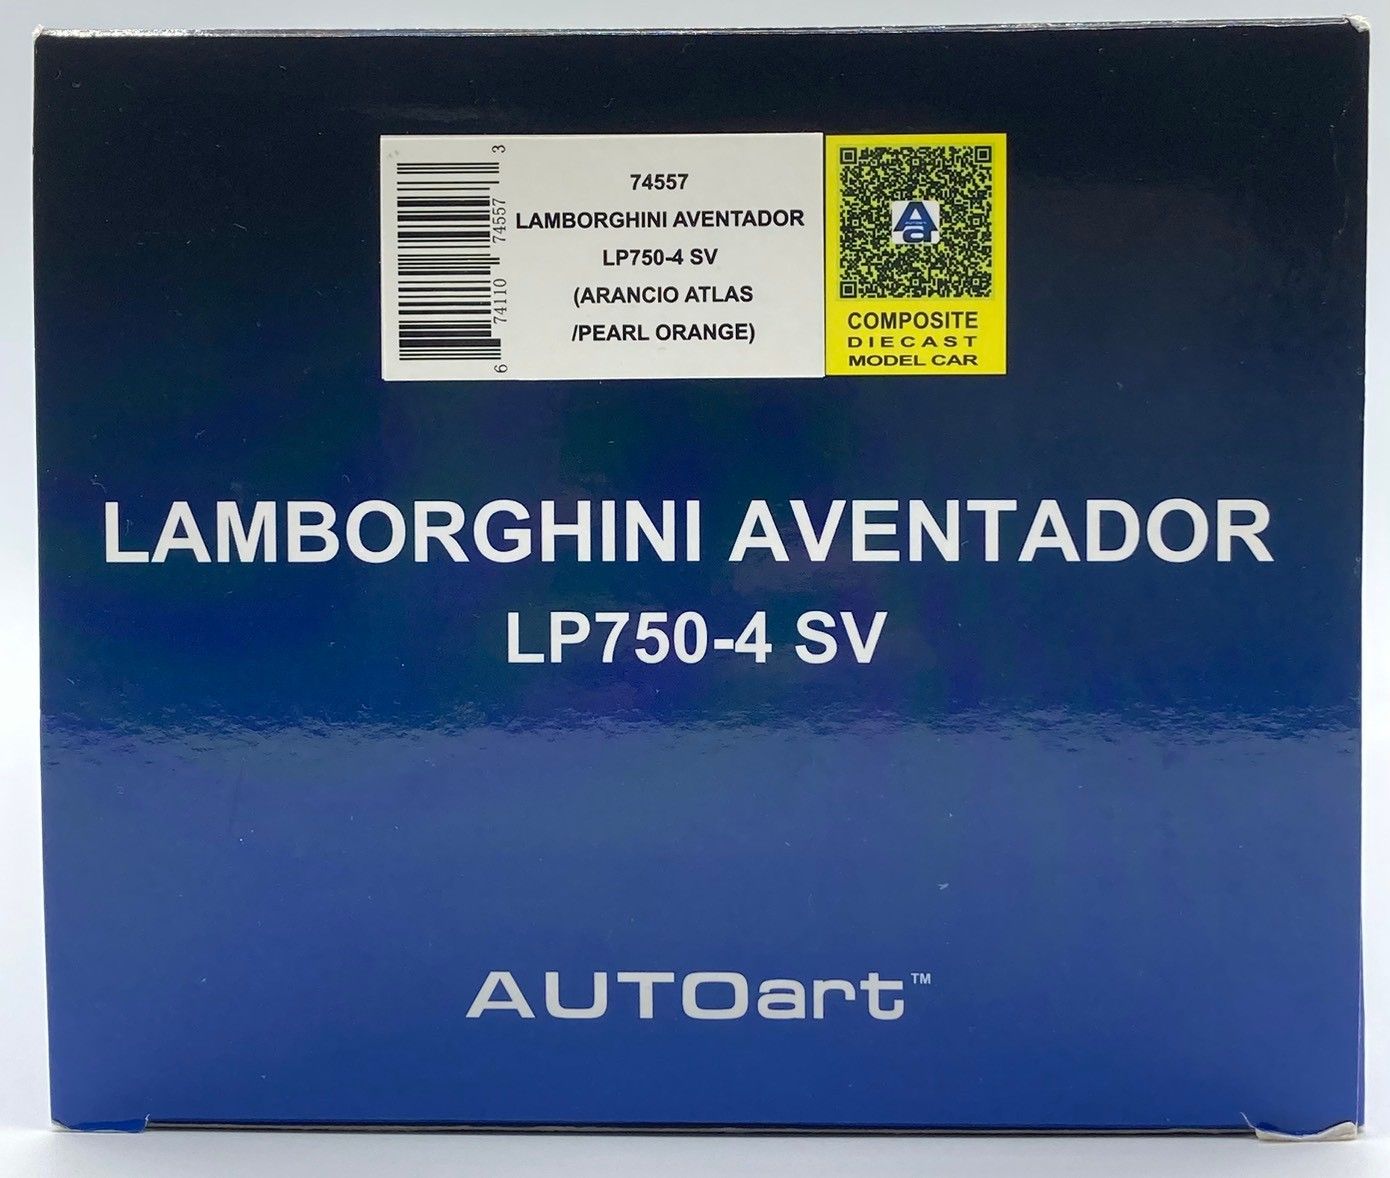 6 74110 74557 3
74557
LAMBORGHINI AVENTADOR
LP750-4 SV
(ARANCIO ATLAS
/PEARL ORANGE)
Aa
COMPOSITE
DIECAST
MODEL CAR
LAMBORGHINI AVENTADOR
LP750-4 SV
AUTOart™